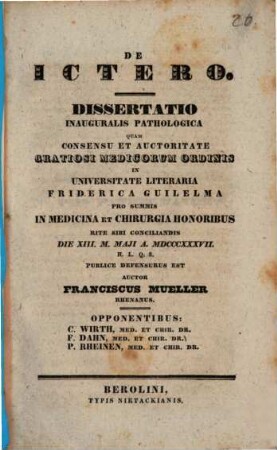 26.
DE
ICTERO.
DISSERTATIO
INAUGURALIS PATHOLOGICA
QUAM
CONSENSU ET AUCTORITATE
GRATIOSI MEDICORUM ORDINIS
IN
UNIVERSITATE LITERARIA
FRIDERICA GUILELMA
PRO SUMMIS
IN MEDICINA ET CHIRURGIA HONORIBUS
RITE SIBI CONCILIANDIS
DIE XIII. M. MAJI A. MDCCCXXXVII.
H. L. Q. S.
PUBLICE DEFENSURUS EST
AUCTOR
FRANCISCUS MUELLER
RHENANUS.
OPPONENTIBUS:
C. WIRTH, MED. ET CHIR. DR.
F. DAHN, MED. ET CHIR. DR.
P. RHEINEN, MED. ET CHIR. DR.
BEROLINI,
TYPIS NIETACKIANIS.